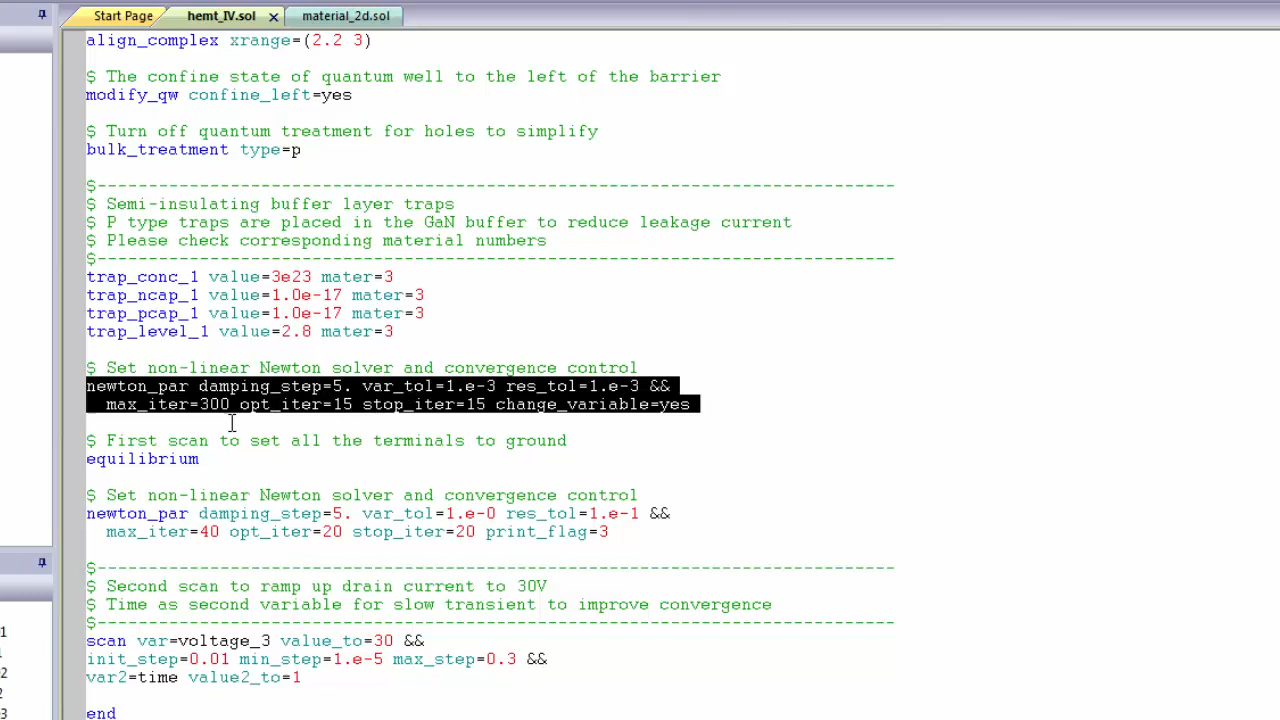 Start Page
hemt_IV.sol
material_2d.sol
align_complex xrange=(2.2 3)
$ The confine state of quantum well to the left of the barrier
modify_qw confine_left=yes
$ Turn off quantum treatment for holes to simplify
bulk_treatment type=p
$------------------------------------------------------------------------------
$ Semi-insulating buffer layer traps
$ P type traps are placed in the GaN buffer to reduce leakage current
$ Please check corresponding material numbers
$------------------------------------------------------------------------------
trap_conc_1 value=3e23 mater=3
trap_ncap_1 value=1.0e-17 mater=3
trap_pcap_1 value=1.0e-17 mater=3
trap_level_1 value=2.8 mater=3
$ Set non-linear Newton solver and convergence control
newton_par damping_step=5. var_tol=1.e-3 res_tol=1.e-3 &&
max_iter=300 opt_iter=15 stop_iter=15 change_variable=yes
$ First scan to set all the terminals to ground
equilibrium
$ Set non-linear Newton solver and convergence control
newton_par damping_step=5. var_tol=1.e-0 res_tol=1.e-1 &&
max_iter=40 opt_iter=20 stop_iter=20 print_flag=3
$------------------------------------------------------------------------------
$ Second scan to ramp up drain current to 30V
$ Time as second variable for slow transient to improve convergence
$------------------------------------------------------------------------------
scan var=voltage_3 value_to=30 &&
init_step=0.01 min_step=1.e-5 max_step=0.3 &&
var2=time value2_to=1
end